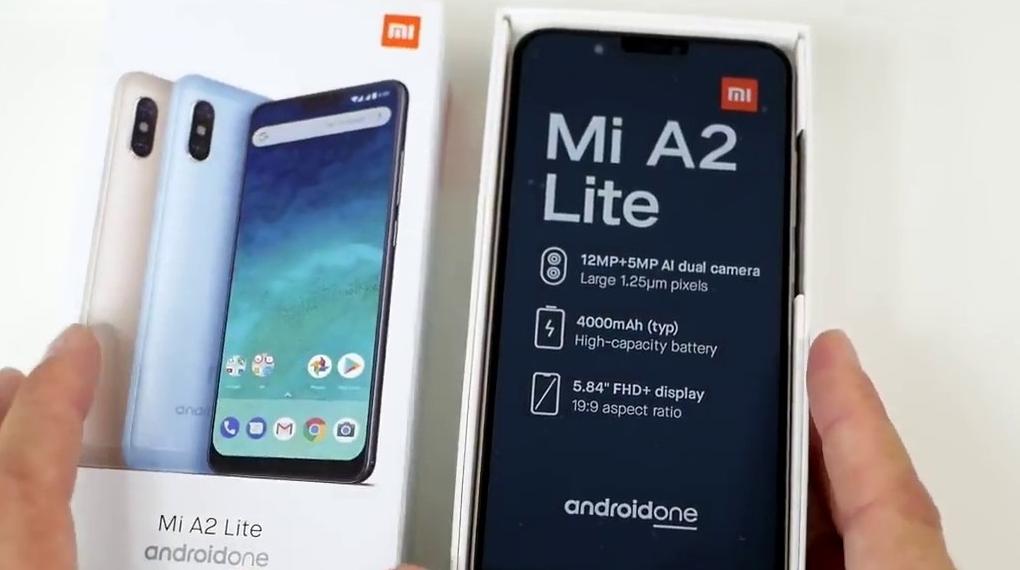 mi
Mi A2 Lite
androidone
mi
Mi A2
Lite
12MP+5MP AI dual camera
Large 1.25μm pixels
4000mAh (typ)
High-capacity battery
5.84" FHD+ display
19:9 aspect ratio
androidone